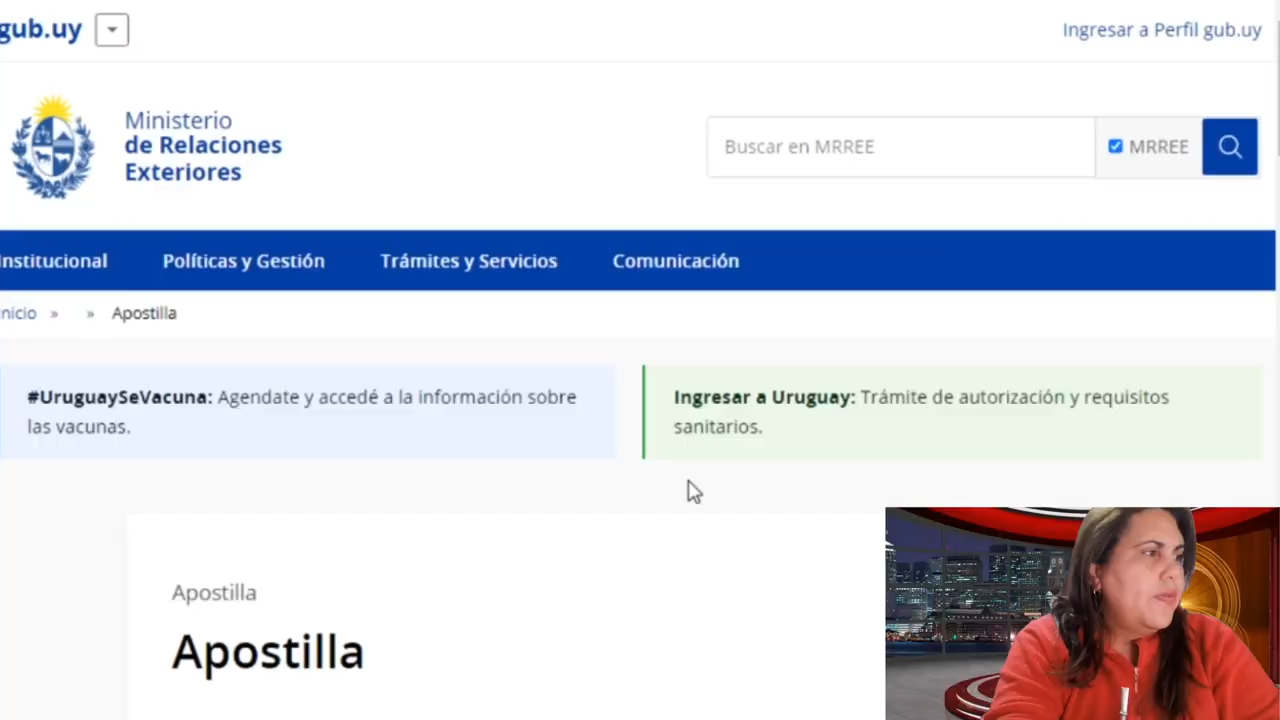 gub.uy
Ingresar a Perfil gub.uy
Ministerio
de Relaciones
Exteriores
Buscar en MRREE
MRREE
Institucional
Políticas y Gestión
Trámites y Servicios
Comunicación
nicio » » Apostilla
#UruguaySeVacuna: Agendate y accedé a la información sobre
las vacunas.
Ingresar a Uruguay: Trámite de autorización y requisitos
sanitarios.
Apostilla
Apostilla